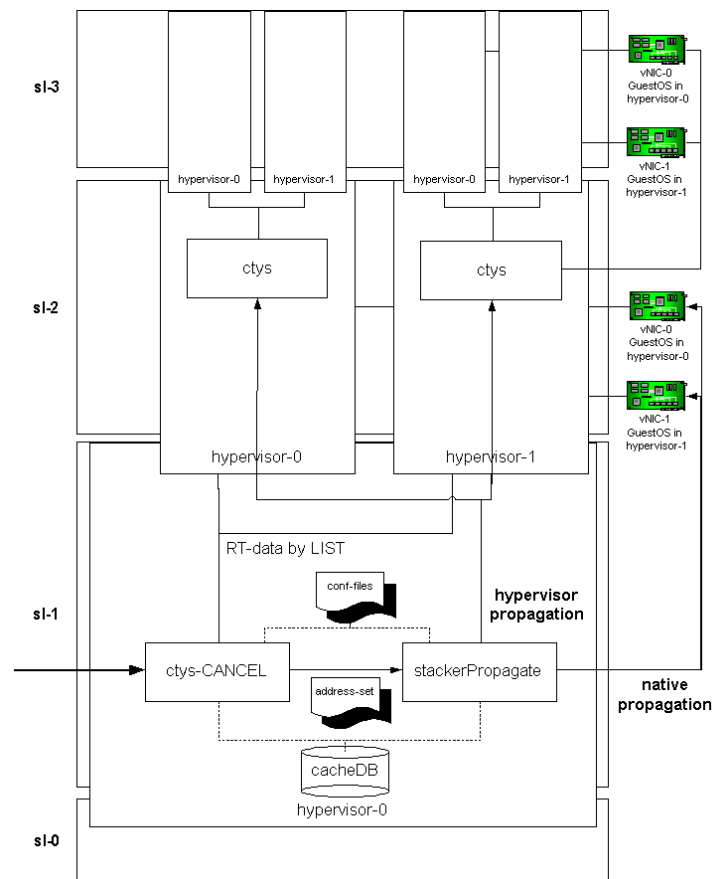 sl-3
hypervisor-0
hypervisor-1
hypervisor-0
hypervisor-1
vNIC-0
GuestOS in
hypervisor-0
vNIC-1
GuestOS in
hypervisor-1
sl-2
ctys
ctys
vNIC-0
GuestOS in
hypervisor-0
vNIC-1
GuestOS in
hypervisor-1
hypervisor-0
hypervisor-1
RT-data by LIST
sl-1
conf-files
hypervisor
propagation
ctys-CANCEL
stackerPropagate
address-set
native
propagation
cacheDB
hypervisor-0
sl-0